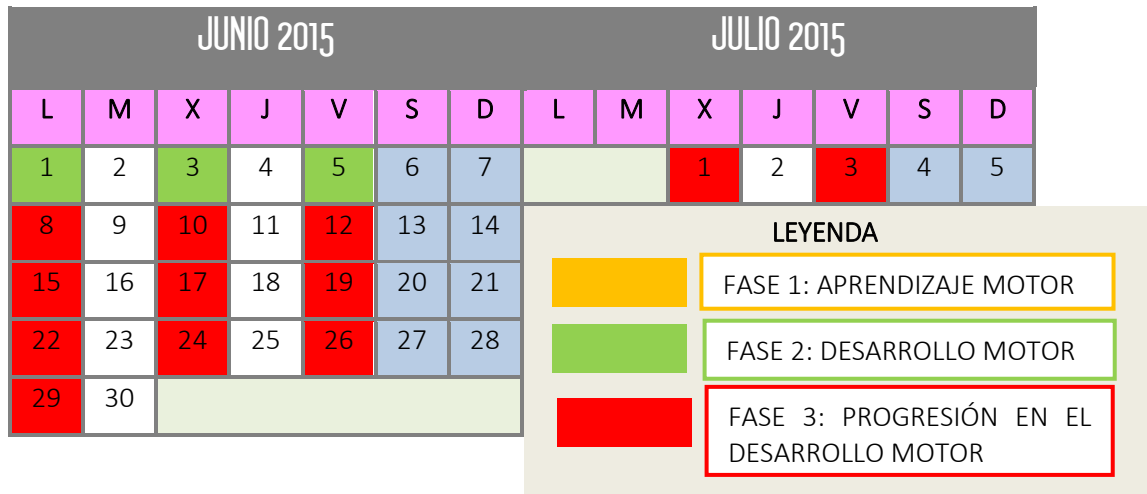 JUNIO 2015 JULIO 2015
L M X J V S D L M X J V S D
1 2 3 4 5 6 7 1 2 3 4 5
8 9 10 11 12 13 14
LEYENDA
15 16 17 18 19 20 21
FASE 1: APRENDIZAJE MOTOR
22 23 24 25 26 27 28
FASE 2: DESARROLLO MOTOR
29 30
FASE 3: PROGRESIÓN EN EL
DESARROLLO MOTOR